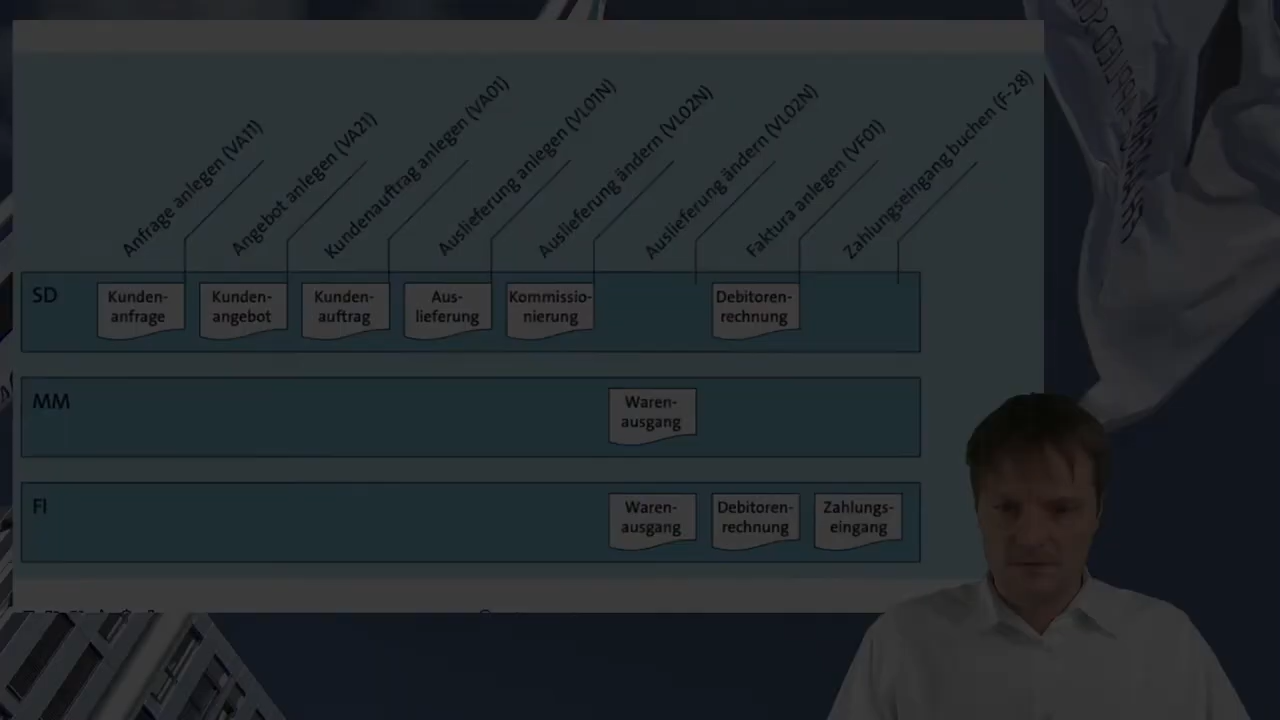 Anfrage anlegen (VA11)
Angebot anlegen (VA21)
Kundenauftrag anlegen (VA01)
Auslieferung anlegen (VL01N)
Auslieferung ändern (VL02N)
Auslieferung ändern (VL02N)
Faktura anlegen (VF01)
Zahlungseingang buchen (F-28)
SD
Kunden-
anfrage
Kunden-
angebot
Kunden-
auftrag
Aus-
lieferung
Kommissio-
nierung
Debitoren-
rechnung
MM
Waren-
ausgang
FI
Waren-
ausgang
Debitoren-
rechnung
Zahlungs-
eingang